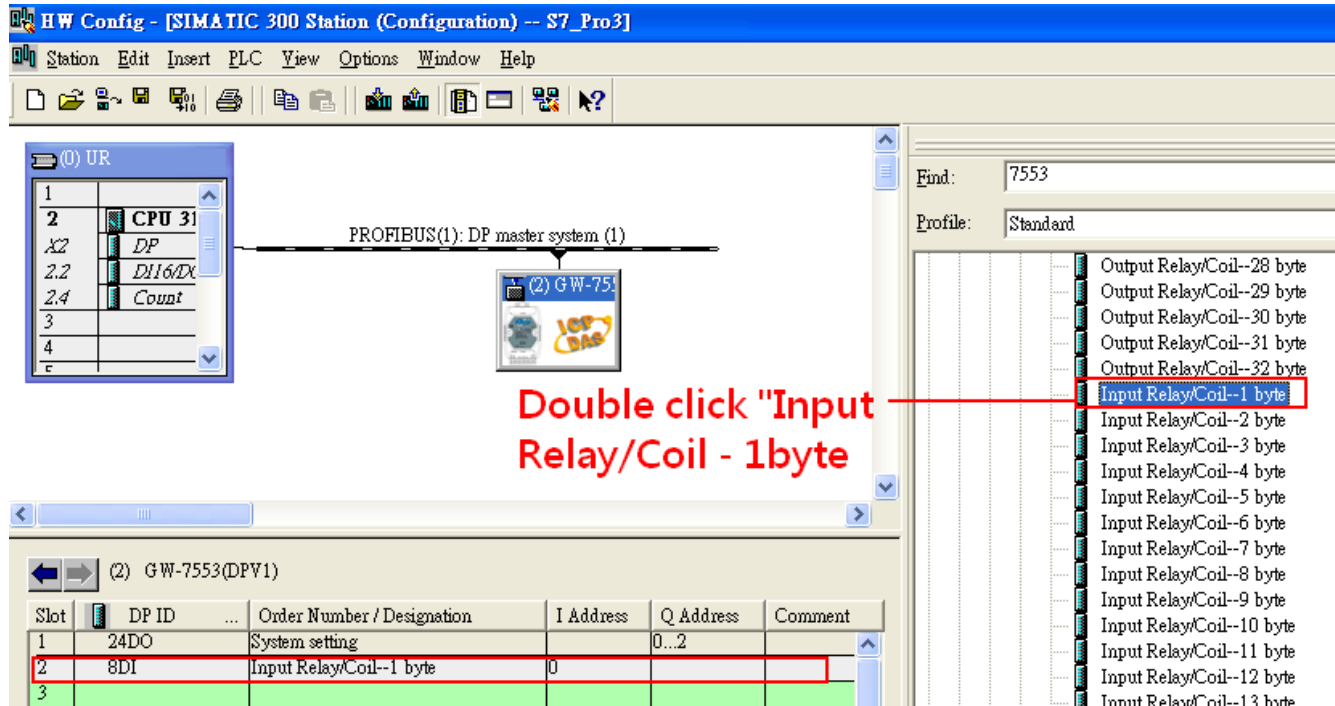 HW Config - [SIMATIC 300 Station (Configuration) -- S7_Pro3]
Station Edit Insert PLC View Options Window Help
(0) UR
1
2 CPU 31
X2 DP
2.2 DI16/DO
2.4 Count
3
4
PROFIBUS(1): DP master system (1)
(2) GW-755
ICP DAS
Double click "Input
Relay/Coil - 1byte
Find: 7553
Profile: Standard
Output Relay/Coil--28 byte
Output Relay/Coil--29 byte
Output Relay/Coil--30 byte
Output Relay/Coil--31 byte
Output Relay/Coil--32 byte
Input Relay/Coil--1 byte
Input Relay/Coil--2 byte
Input Relay/Coil--3 byte
Input Relay/Coil--4 byte
Input Relay/Coil--5 byte
Input Relay/Coil--6 byte
Input Relay/Coil--7 byte
Input Relay/Coil--8 byte
Input Relay/Coil--9 byte
Input Relay/Coil--10 byte
Input Relay/Coil--11 byte
Input Relay/Coil--12 byte
Input Relay/Coil--13 byte
(2) GW-7553(DPV1)
Slot DP ID ... Order Number / Designation I Address Q Address Comment
1 24DO System setting 0...2
2 8DI Input Relay/Coil--1 byte 0
3